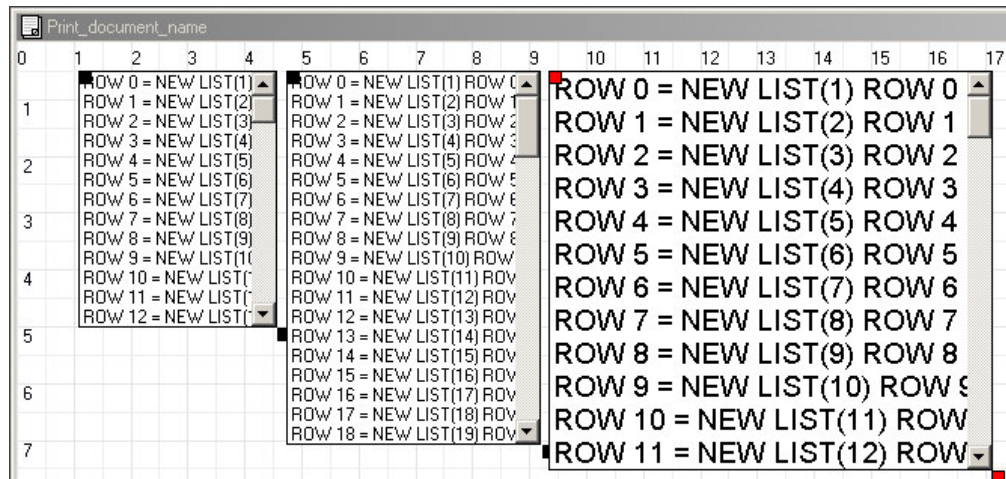 Print_document_name
0 1 2 3 4 5 6 7 8 9 10 11 12 13 14 15 16 17
1
2
3
4
5
6
7
ROW 0 = NEW LIST(1)
ROW 1 = NEW LIST(2)
ROW 2 = NEW LIST(3)
ROW 3 = NEW LIST(4)
ROW 4 = NEW LIST(5)
ROW 5 = NEW LIST(6)
ROW 6 = NEW LIST(7)
ROW 7 = NEW LIST(8)
ROW 8 = NEW LIST(9)
ROW 9 = NEW LIST(1
ROW 10 = NEW LIST(
ROW 11 = NEW LIST(
ROW 12 = NEW LIST(
ROW 0 = NEW LIST(1) ROW
ROW 1 = NEW LIST(2) ROW 1
ROW 2 = NEW LIST(3) ROW 2
ROW 3 = NEW LIST(4) ROW 3
ROW 4 = NEW LIST(5) ROW
ROW 5 = NEW LIST(6) ROW
ROW 6 = NEW LIST(7) ROW
ROW 7 = NEW LIST(8) ROW 7
ROW 8 = NEW LIST(9) ROW
ROW 9 = NEW LIST(10) ROW
ROW 10 = NEW LIST(11) ROW
ROW 11 = NEW LIST(12) ROW
ROW 12 = NEW LIST(13) ROW
ROW 13 = NEW LIST(14) ROW
ROW 14 = NEW LIST(15) ROW
ROW 15 = NEW LIST(16) ROW
ROW 16 = NEW LIST(17) ROW
ROW 17 = NEW LIST(18) ROW
ROW 18 = NEW LIST(19) ROW
ROW 0 = NEW LIST(1) ROW 0
ROW 1 = NEW LIST(2) ROW 1
ROW 2 = NEW LIST(3) ROW 2
ROW 3 = NEW LIST(4) ROW 3
ROW 4 = NEW LIST(5) ROW 4
ROW 5 = NEW LIST(6) ROW 5
ROW 6 = NEW LIST(7) ROW 6
ROW 7 = NEW LIST(8) ROW 7
ROW 8 = NEW LIST(9) ROW 8
ROW 9 = NEW LIST(10) ROW 9
ROW 10 = NEW LIST(11) ROW
ROW 11 = NEW LIST(12) ROW